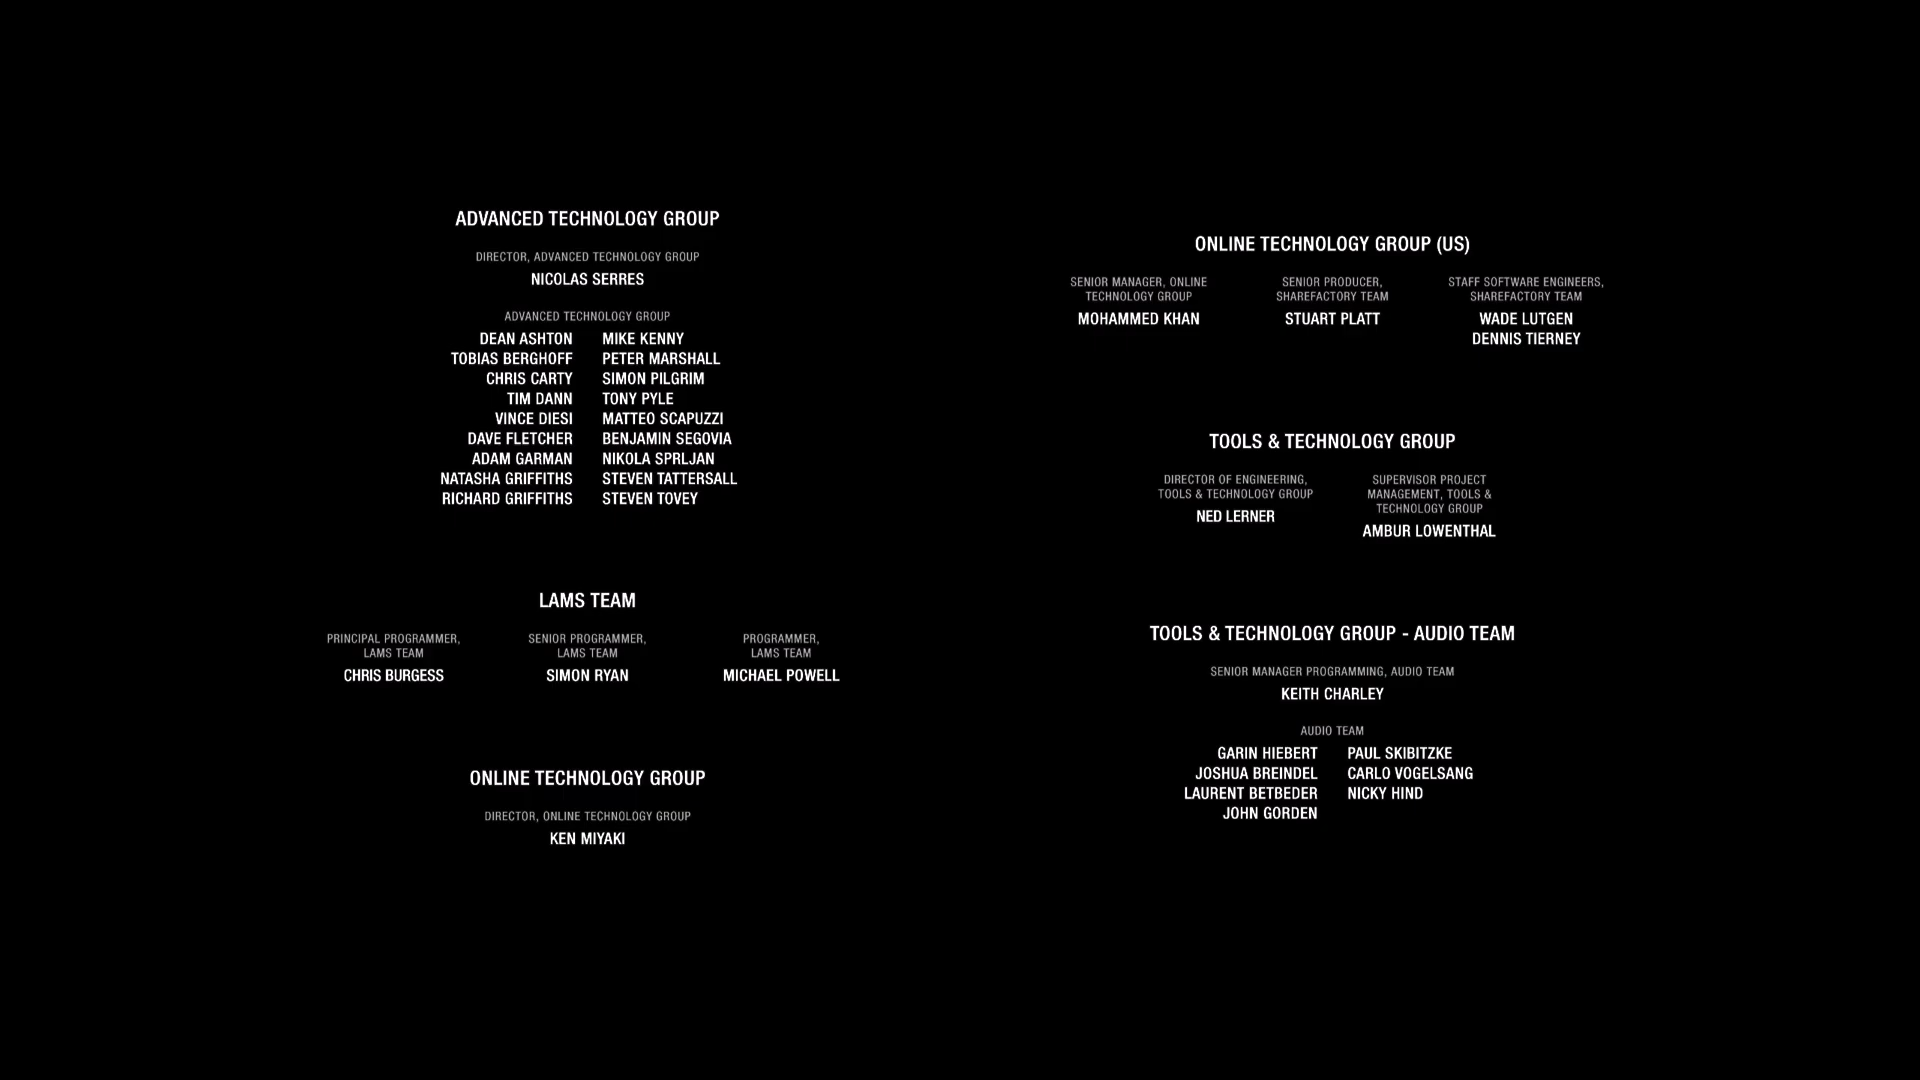 ADVANCED TECHNOLOGY GROUP
DIRECTOR, ADVANCED TECHNOLOGY GROUP
NICOLAS SERRES
ADVANCED TECHNOLOGY GROUP
DEAN ASHTON MIKE KENNY
TOBIAS BERGHOFF PETER MARSHALL
CHRIS CARTY SIMON PILGRIM
TIM DANN TONY PYLE
VINCE DIESI MATTEO SCAPUZZI
DAVE FLETCHER BENJAMIN SEGOVIA
ADAM GARMAN NIKOLA SPRLJAN
NATASHA GRIFFITHS STEVEN TATTERSALL
RICHARD GRIFFITHS STEVEN TOVEY
LAMS TEAM
PRINCIPAL PROGRAMMER,
LAMS TEAM
CHRIS BURGESS
SENIOR PROGRAMMER,
LAMS TEAM
SIMON RYAN
PROGRAMMER,
LAMS TEAM
MICHAEL POWELL
ONLINE TECHNOLOGY GROUP
DIRECTOR, ONLINE TECHNOLOGY GROUP
KEN MIYAKI
ONLINE TECHNOLOGY GROUP (US)
SENIOR MANAGER, ONLINE
TECHNOLOGY GROUP
MOHAMMED KHAN
SENIOR PRODUCER,
SHAREFACTORY TEAM
STUART PLATT
STAFF SOFTWARE ENGINEERS,
SHAREFACTORY TEAM
WADE LUTGEN
DENNIS TIERNEY
TOOLS & TECHNOLOGY GROUP
DIRECTOR OF ENGINEERING,
TOOLS & TECHNOLOGY GROUP
NED LERNER
SUPERVISOR PROJECT
MANAGEMENT, TOOLS &
TECHNOLOGY GROUP
AMBUR LOWENTHAL
TOOLS & TECHNOLOGY GROUP - AUDIO TEAM
SENIOR MANAGER PROGRAMMING, AUDIO TEAM
KEITH CHARLEY
AUDIO TEAM
GARIN HIEBERT PAUL SKIBITZKE
JOSHUA BREINDEL CARLO VOGELSANG
LAURENT BETBEDER NICKY HIND
JOHN GORDEN